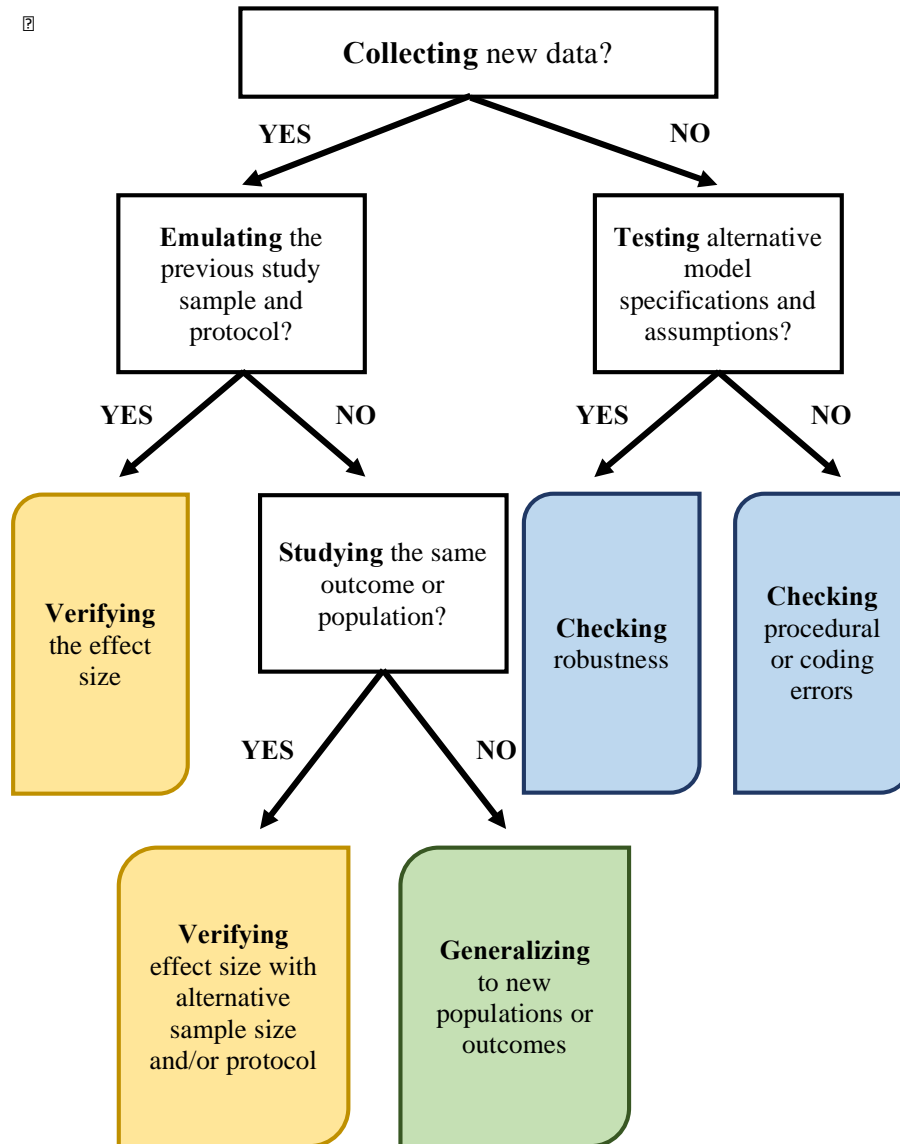 Collecting new data?
YES
NO
Emulating the
previous study
sample and
protocol?
Testing alternative
model
specifications and
assumptions?
YES
NO
YES
NO
Verifying
the effect
size
Studying the same
outcome or
population?
Checking
robustness
Checking
procedural
or coding
errors
YES
NO
Verifying
effect size with
alternative
sample size
and/or protocol
Generalizing
to new
populations or
outcomes